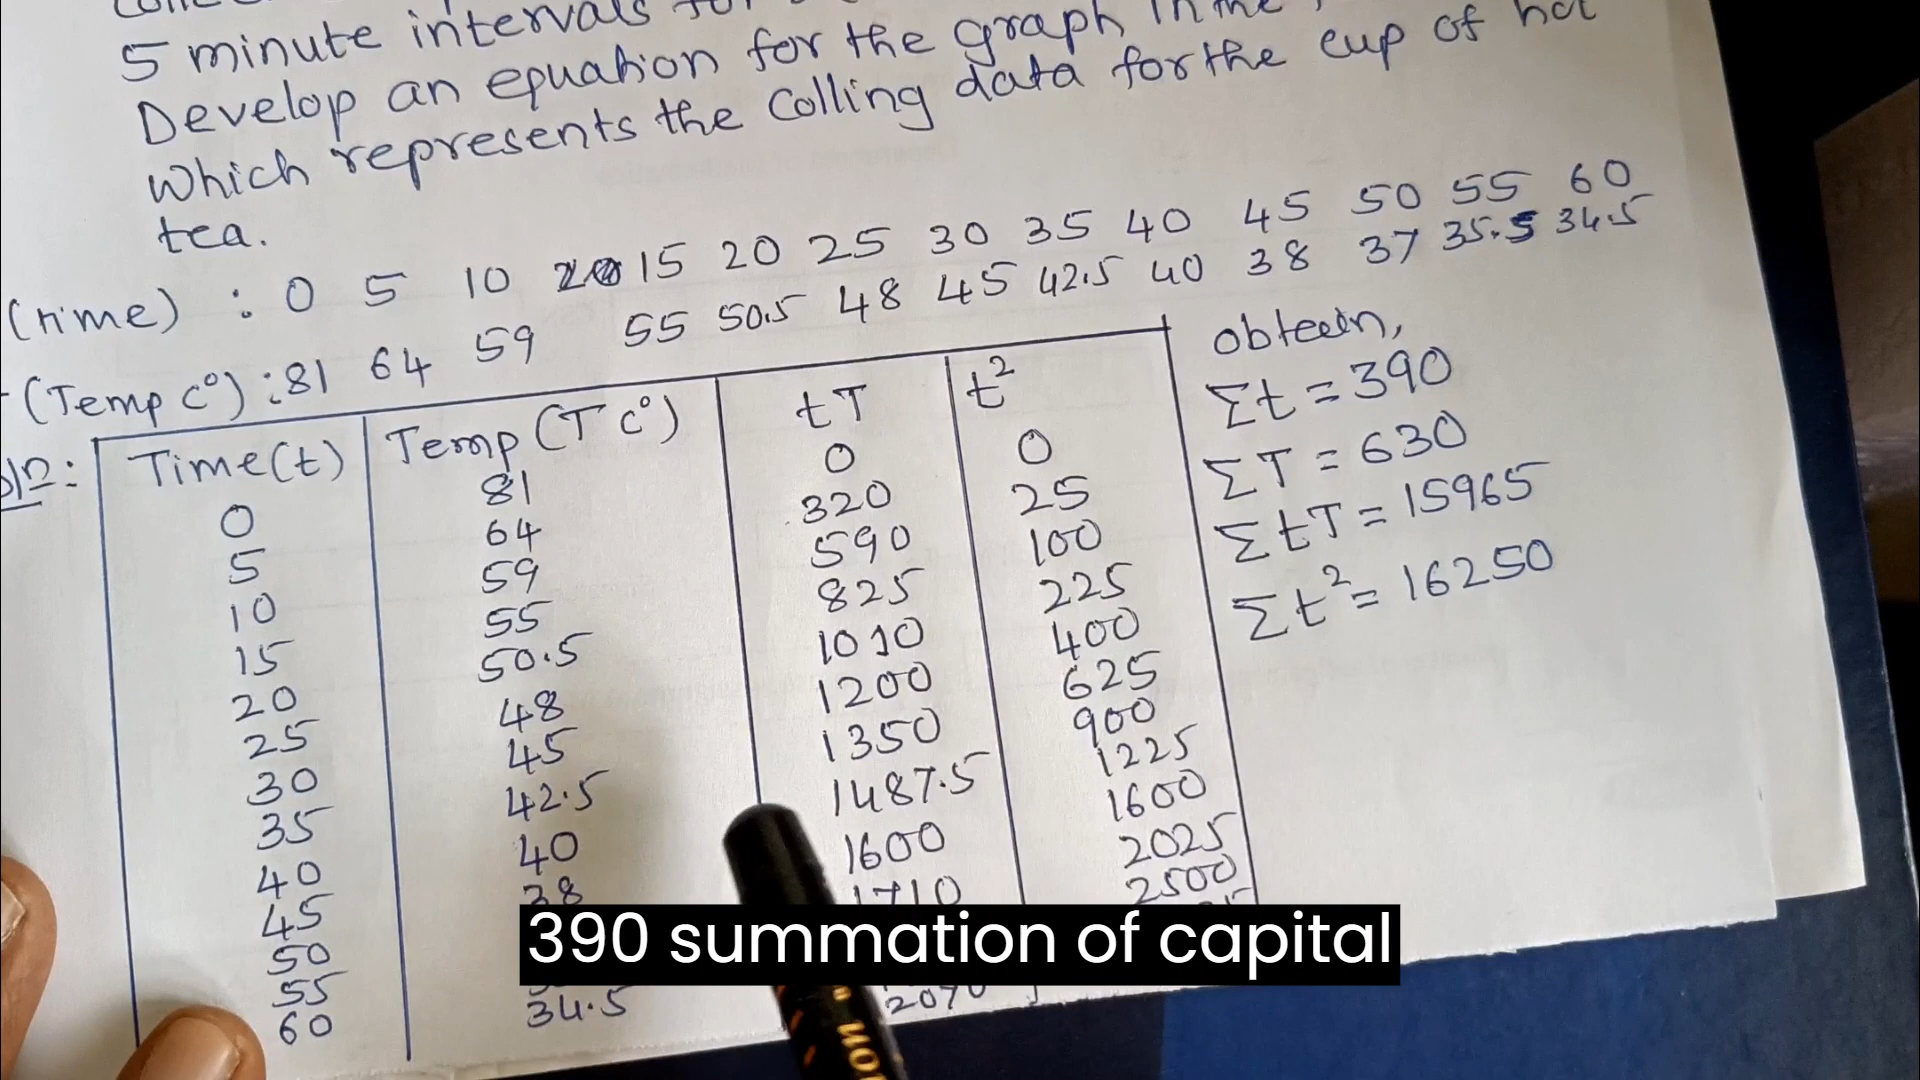 5 minute intervals for
Develop an equation for the graph in the
which represents the Colling data for the cup of hot
tea.
(Time) : 0 5 10 15 20 25 30 35 40 45 50 55 60
(Temp c°) : 81 64 59 55 50.5 48 45 42.5 40 38 37 35.5 34.5
Time(t) Temp (T c°) tT t²
0 81 0 0
5 64 320 25
10 59 590 100
15 55 825 225
20 50.5 1010 400
25 48 1200 625
30 45 1350 900
35 42.5 1487.5 1225
40 40 1600 1600
45 38 1710 2025
50 2500
55
60 34.5 2070
obtein,
Σt = 390
ΣT = 630
ΣtT = 15965
Σt² = 16250
390 summation of capital